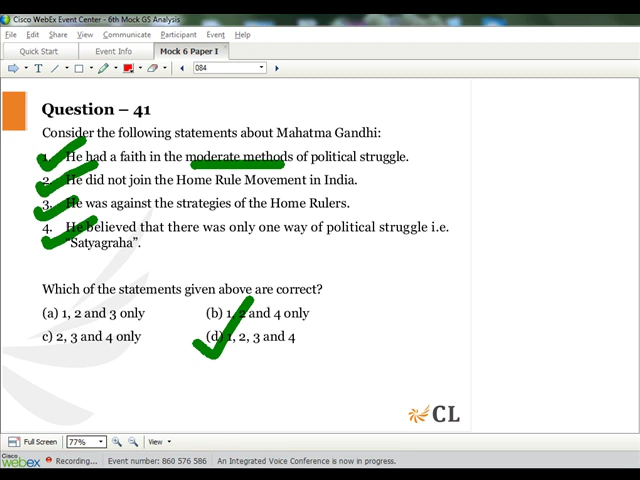 Cisco WebEx Event Center - 6th Mock GS Analysis
File Edit Share View Communicate Participant Event Help
Quick Start Event Info Mock 6 Paper I
084
Question – 41
Consider the following statements about Mahatma Gandhi:
1. He had a faith in the moderate methods of political struggle.
2. He did not join the Home Rule Movement in India.
3. He was against the strategies of the Home Rulers.
4. He believed that there was only one way of political struggle i.e.
“Satyagraha”.
Which of the statements given above are correct?
(a) 1, 2 and 3 only (b) 1, 2 and 4 only
c) 2, 3 and 4 only (d) 1, 2, 3 and 4
CL
Full Screen 77% View
Cisco webex Recording... Event number: 860 576 586 An Integrated Voice Conference is now in progress.